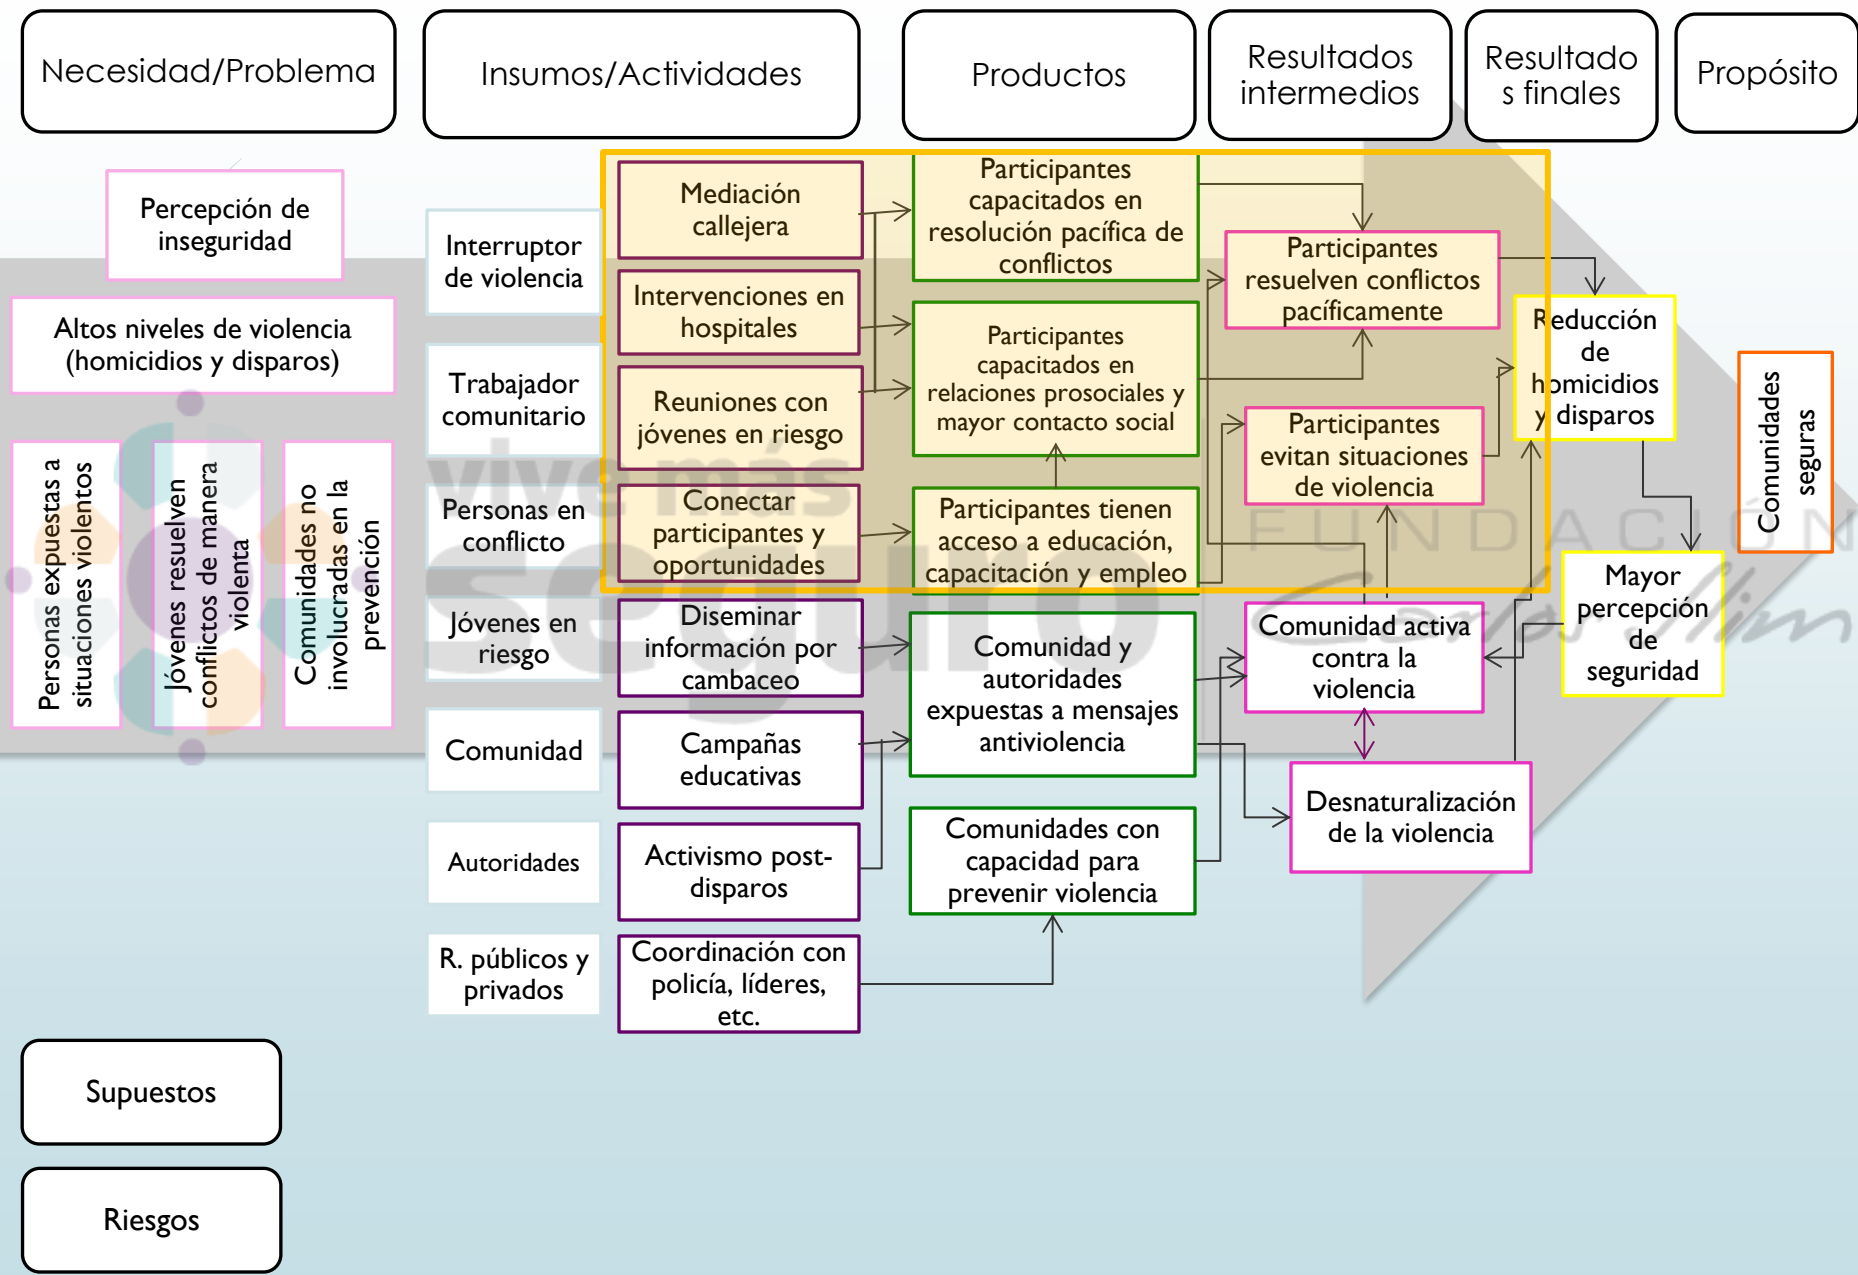 Necesidad/Problema
Insumos/Actividades
Productos
Resultados
intermedios
Resultado
s finales
Propósito
Percepción de
inseguridad
Altos niveles de violencia
(homicidios y disparos)
Personas expuestas a
situaciones violentos
Jóvenes resuelven
conflictos de manera
violenta
Comunidades no
involucradas en la
prevención
Interruptor
de violencia
Trabajador
comunitario
Personas en
conflicto
Jóvenes en
riesgo
Comunidad
Autoridades
R. públicos y
privados
Mediación
callejera
Intervenciones en
hospitales
Reuniones con
jóvenes en riesgo
Conectar
participantes y
oportunidades
Diseminar
información por
cambaceo
Campañas
educativas
Activismo post-
disparos
Coordinación con
policía, líderes,
etc.
Participantes
capacitados en
resolución pacífica de
conflictos
Participantes
capacitados en
relaciones prosociales y
mayor contacto social
Participantes tienen
acceso a educación,
capacitación y empleo
Comunidad y
autoridades
expuestas a mensajes
antiviolencia
Comunidades con
capacidad para
prevenir violencia
Participantes
resuelven conflictos
pacíficamente
Participantes
evitan situaciones
de violencia
Comunidad activa
contra la
violencia
Desnaturalización
de la violencia
Reducción
de
homicidios
y disparos
Mayor
percepción
de
seguridad
Comunidades
seguras
vive más
seguro
FUNDACIÓN
Carlos Slim
Supuestos
Riesgos